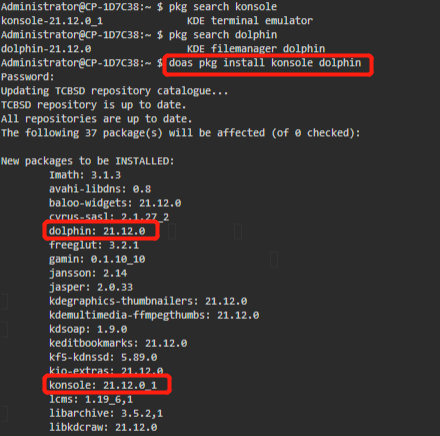 Administrator@CP-1D7C38:~ $ pkg search konsole
konsole-21.12.0_1 KDE terminal emulator
Administrator@CP-1D7C38:~ $ pkg search dolphin
dolphin-21.12.0 KDE filemanager dolphin
Administrator@CP-1D7C38:~ $ doas pkg install konsole dolphin
Password:
Updating TCBSD repository catalogue...
TCBSD repository is up to date.
All repositories are up to date.
The following 37 package(s) will be affected (of 0 checked):
New packages to be INSTALLED:
Imath: 3.1.3
avahi-libdns: 0.8
baloo-widgets: 21.12.0
cyrus-sasl: 2.1.27_2
dolphin: 21.12.0
freeglut: 3.2.1
gamin: 0.1.10_10
jansson: 2.14
jasper: 2.0.33
kdegraphics-thumbnailers: 21.12.0
kdemultimedia-ffmpegthumbs: 21.12.0
kdsoap: 1.9.0
keditbookmarks: 21.12.0
kf5-kdnssd: 5.89.0
kio-extras: 21.12.0
konsole: 21.12.0_1
lcms: 1.19_6,1
libarchive: 3.5.2,1
libkdcraw: 21.12.0